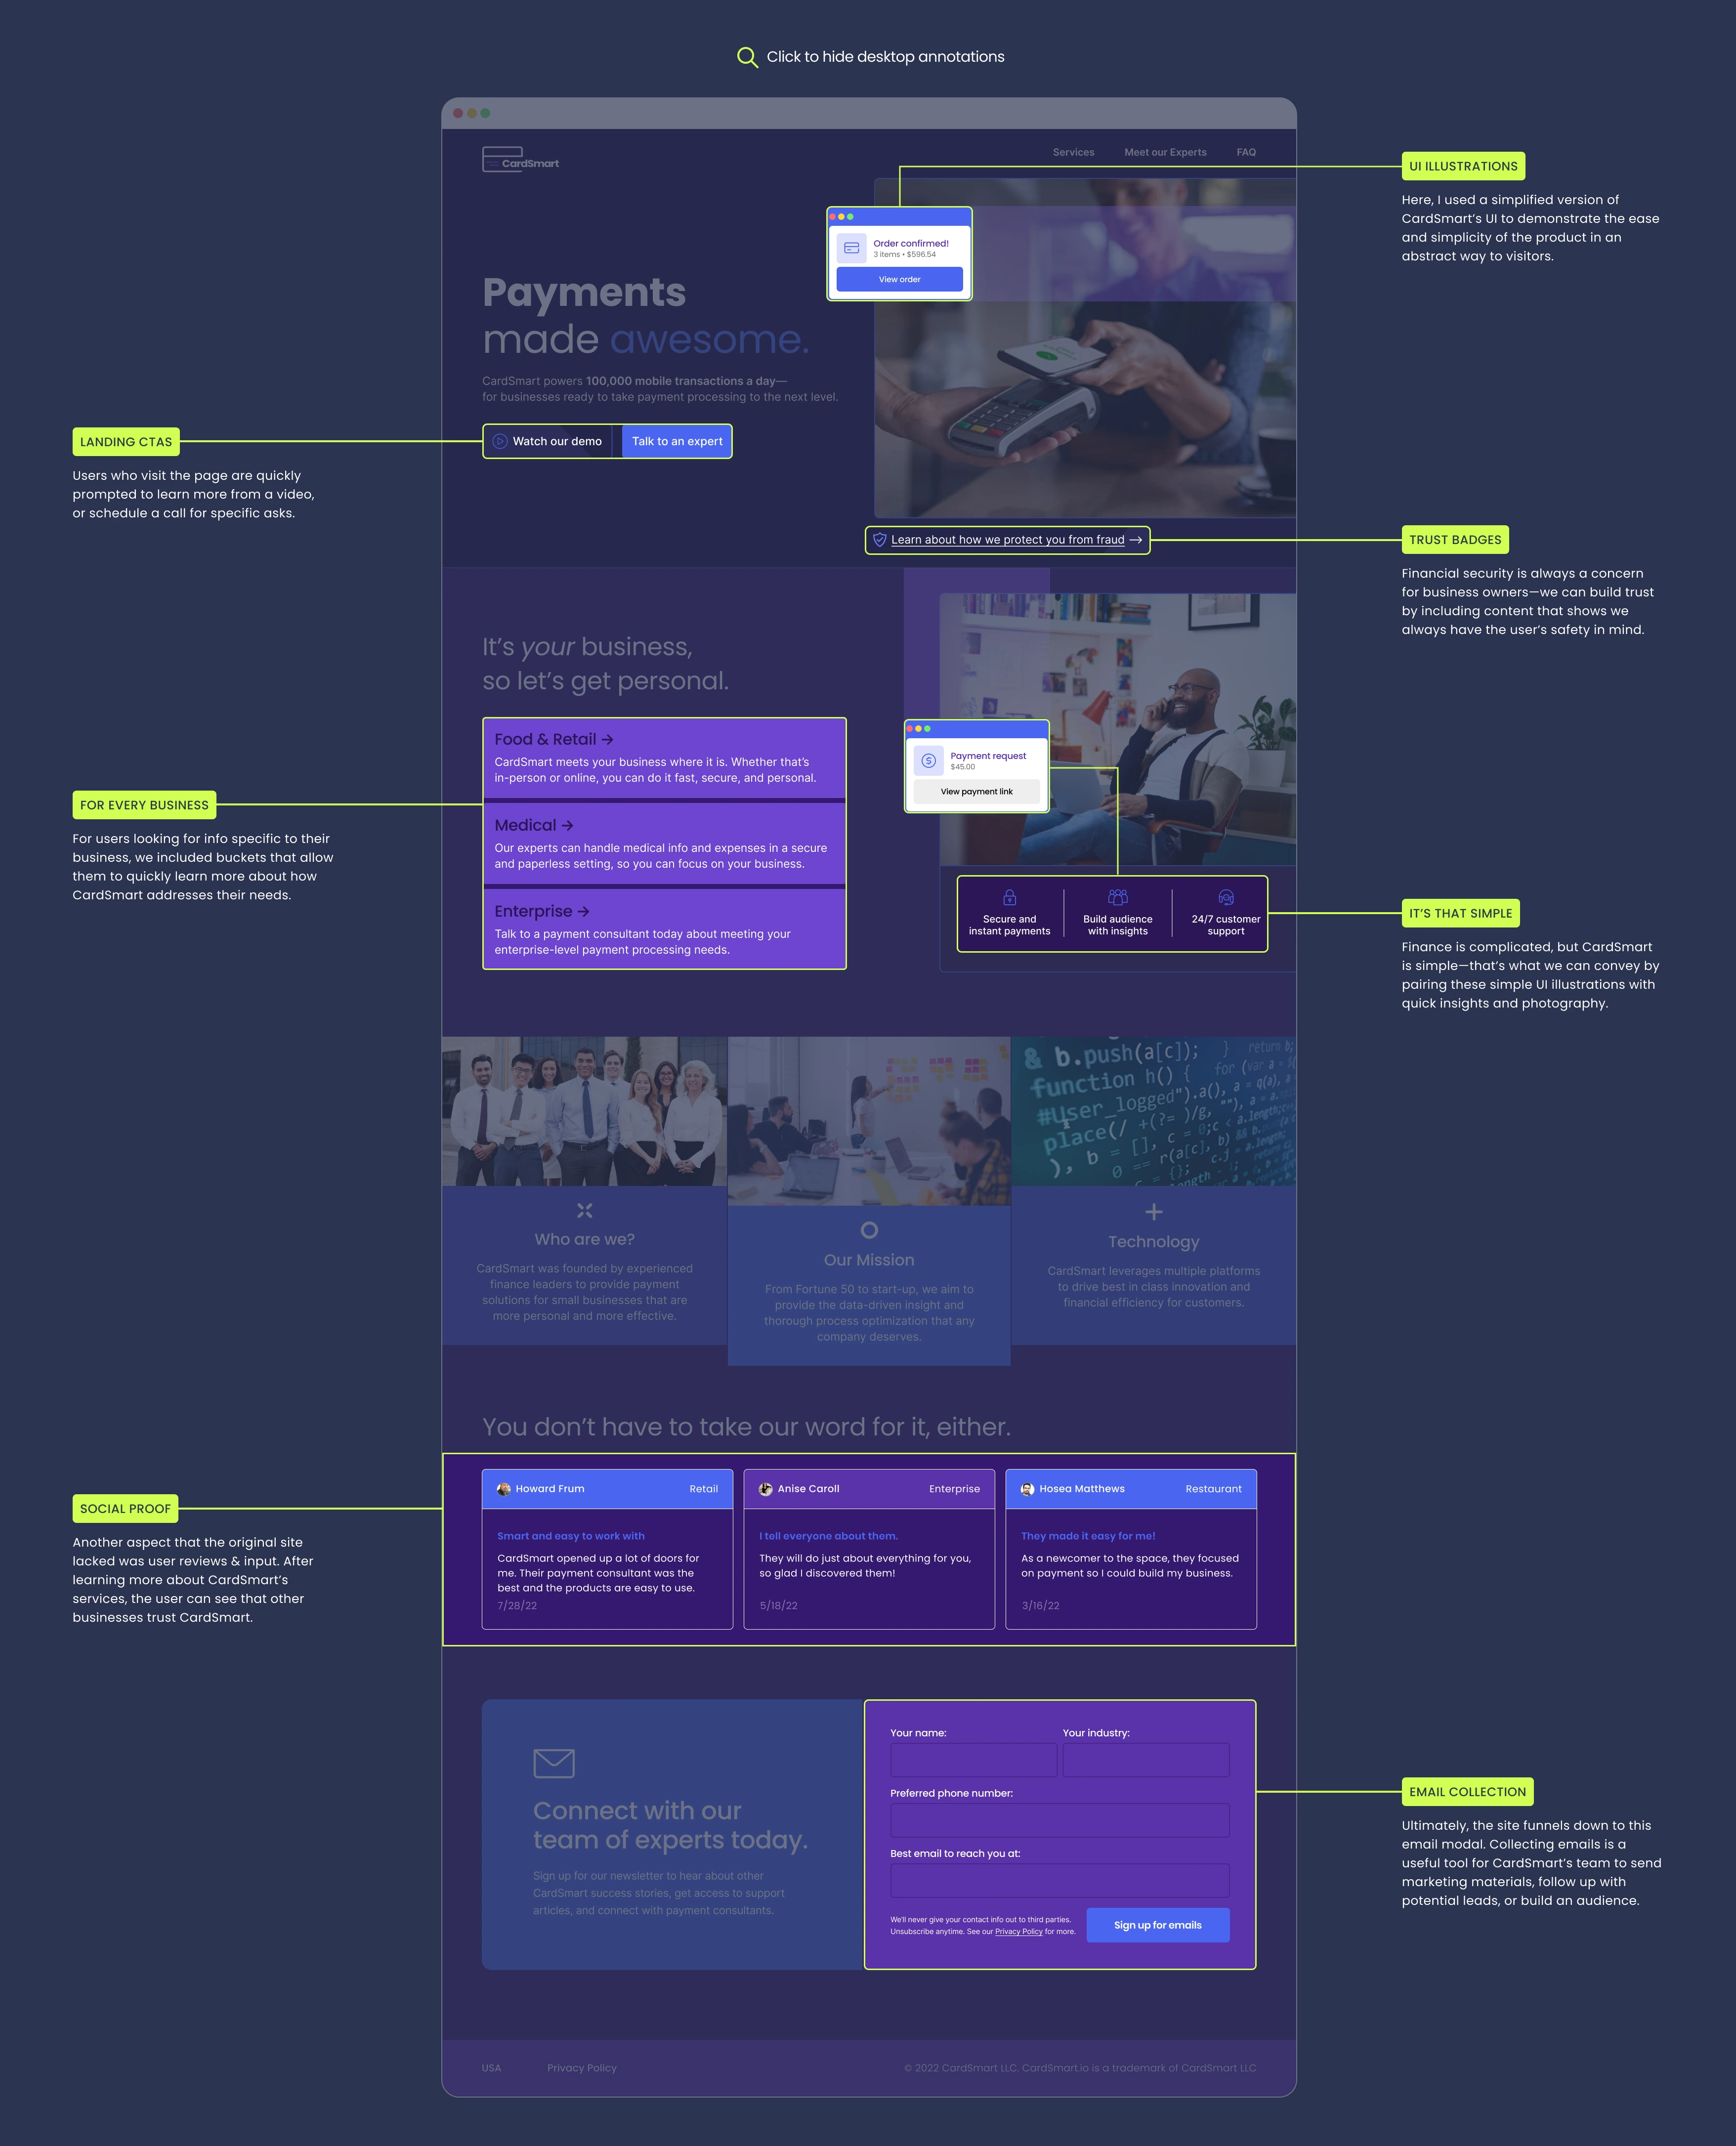 Click to hide desktop annotations
CardSmart
Services
Meet our Experts
FAQ
UI ILLUSTRATIONS
Here, I used a simplified version of
CardSmart's UI to demonstrate the ease
and simplicity of the product in an
abstract way to visitors.
Order confirmed!
3 items • $596.54
View order
Payments
made awesome.
CardSmart powers 100,000 mobile transactions a day—
for businesses ready to take payment processing to the next level.
LANDING CTAS
Users who visit the page are quickly
prompted to learn more from a video,
or schedule a call for specific asks.
Watch our demo
Talk to an expert
Learn about how we protect you from fraud →
TRUST BADGES
Financial security is always a concern
for business owners—we can build trust
by including content that shows we
always have the user's safety in mind.
It's your business,
so let's get personal.
FOR EVERY BUSINESS
For users looking for info specific to their
business, we included buckets that allow
them to quickly learn more about how
CardSmart addresses their needs.
Food & Retail →
CardSmart meets your business where it is. Whether that's
in-person or online, you can do it fast, secure, and personal.
Medical →
Our experts can handle medical info and expenses in a secure
and paperless setting, so you can focus on your business.
Enterprise →
Talk to a payment consultant today about meeting your
enterprise-level payment processing needs.
Payment request
$45.00
View payment link
Secure and
instant payments
Build audience
with insights
24/7 customer
support
IT'S THAT SIMPLE
Finance is complicated, but CardSmart
is simple—that's what we can convey by
pairing these simple UI illustrations with
quick insights and photography.
& b.push(a[c]); } return b;
function h() { for (var a =
#User_logged").a(), a = q(a),
place(/ +(?= )/g, ""), a = a.
), b = [], c = 0;c < a.length;
0 == r(a[c], b) &&
Who are we?
CardSmart was founded by experienced
finance leaders to provide payment
solutions for small businesses that are
more personal and more effective.
Our Mission
From Fortune 50 to start-up, we aim to
provide the data-driven insight and
thorough process optimization that any
company deserves.
Technology
CardSmart leverages multiple platforms
to drive best in class innovation and
financial efficiency for customers.
You don't have to take our word for it, either.
SOCIAL PROOF
Another aspect that the original site
lacked was user reviews & input. After
learning more about CardSmart's
services, the user can see that other
businesses trust CardSmart.
Howard Frum
Retail
Smart and easy to work with
CardSmart opened up a lot of doors for
me. Their payment consultant was the
best and the products are easy to use.
7/28/22
Anise Caroll
Enterprise
I tell everyone about them.
They will do just about everything for you,
so glad I discovered them!
5/18/22
Hosea Matthews
Restaurant
They made it easy for me!
As a newcomer to the space, they focused
on payment so I could build my business.
3/16/22
Connect with our
team of experts today.
Sign up for our newsletter to hear about other
CardSmart success stories, get access to support
articles, and connect with payment consultants.
Your name:
Your industry:
Preferred phone number:
Best email to reach you at:
We'll never give your contact info out to third parties.
Unsubscribe anytime. See our Privacy Policy for more.
Sign up for emails
EMAIL COLLECTION
Ultimately, the site funnels down to this
email modal. Collecting emails is a
useful tool for CardSmart's team to send
marketing materials, follow up with
potential leads, or build an audience.
USA
Privacy Policy
© 2022 CardSmart LLC. CardSmart.io is a trademark of CardSmart LLC